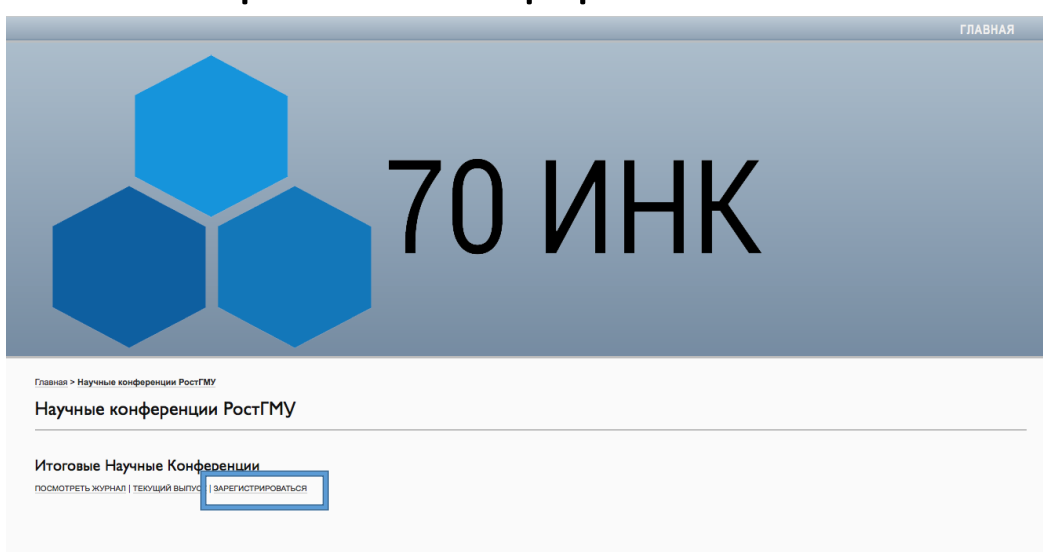 ГЛАВНАЯ
70 ИНК
Главная > Научные конференции РостГМУ
Научные конференции РостГМУ
Итоговые Научные Конференции
ПОСМОТРЕТЬ ЖУРНАЛ | ТЕКУЩИЙ ВЫПУС | ЗАРЕГИСТРИРОВАТЬСЯ